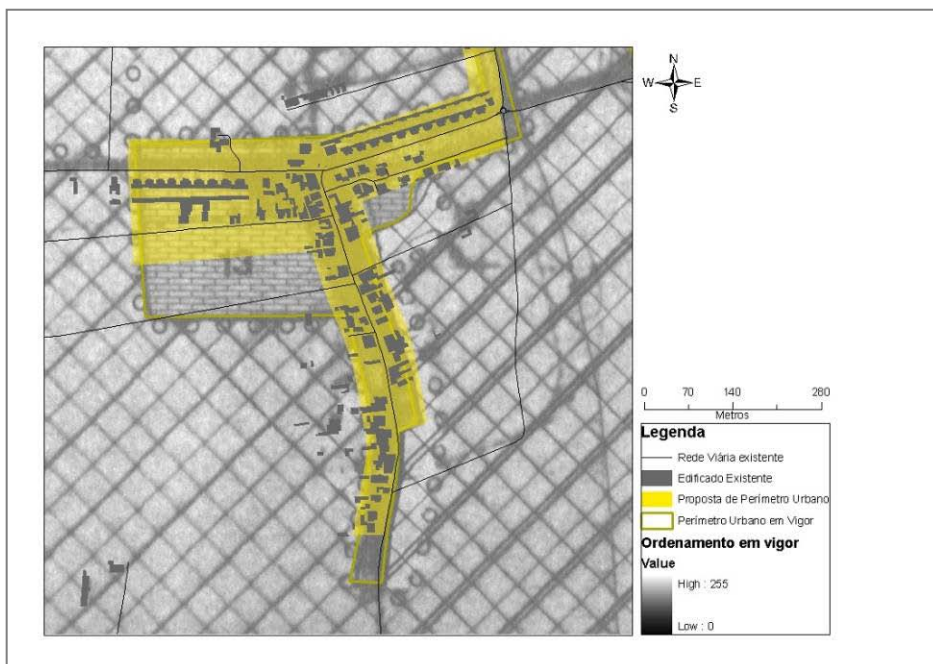 N
W E
S
13
0 70 140 280
Metros
Legenda
Rede Viária existente
Edificado Existente
Proposta de Perímetro Urbano
Perímetro Urbano em Vigor
Ordenamento em vigor
Value
High : 255
Low : 0